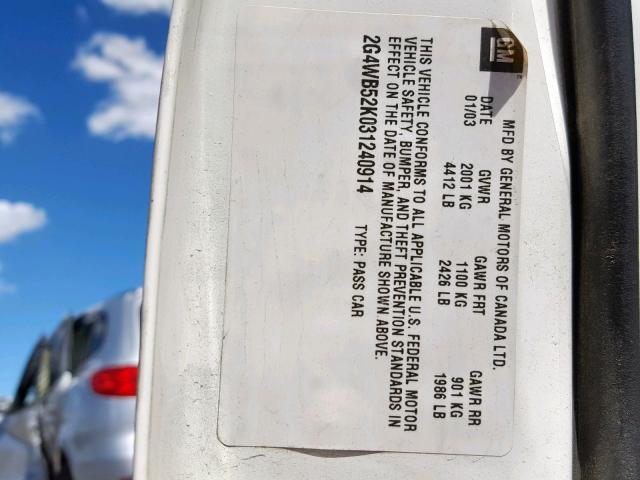 GM
MFD BY GENERAL MOTORS OF CANADA LTD.
DATE GVWR GAWR FRT GAWR RR
01/03 2001 KG 1100 KG 901 KG
4412 LB 2426 LB 1986 LB
THIS VEHICLE CONFORMS TO ALL APPLICABLE U.S. FEDERAL MOTOR
VEHICLE SAFETY, BUMPER, AND THEFT PREVENTION STANDARDS IN
EFFECT ON THE DATE OF MANUFACTURE SHOWN ABOVE.
2G4WB52K031240914 TYPE: PASS CAR